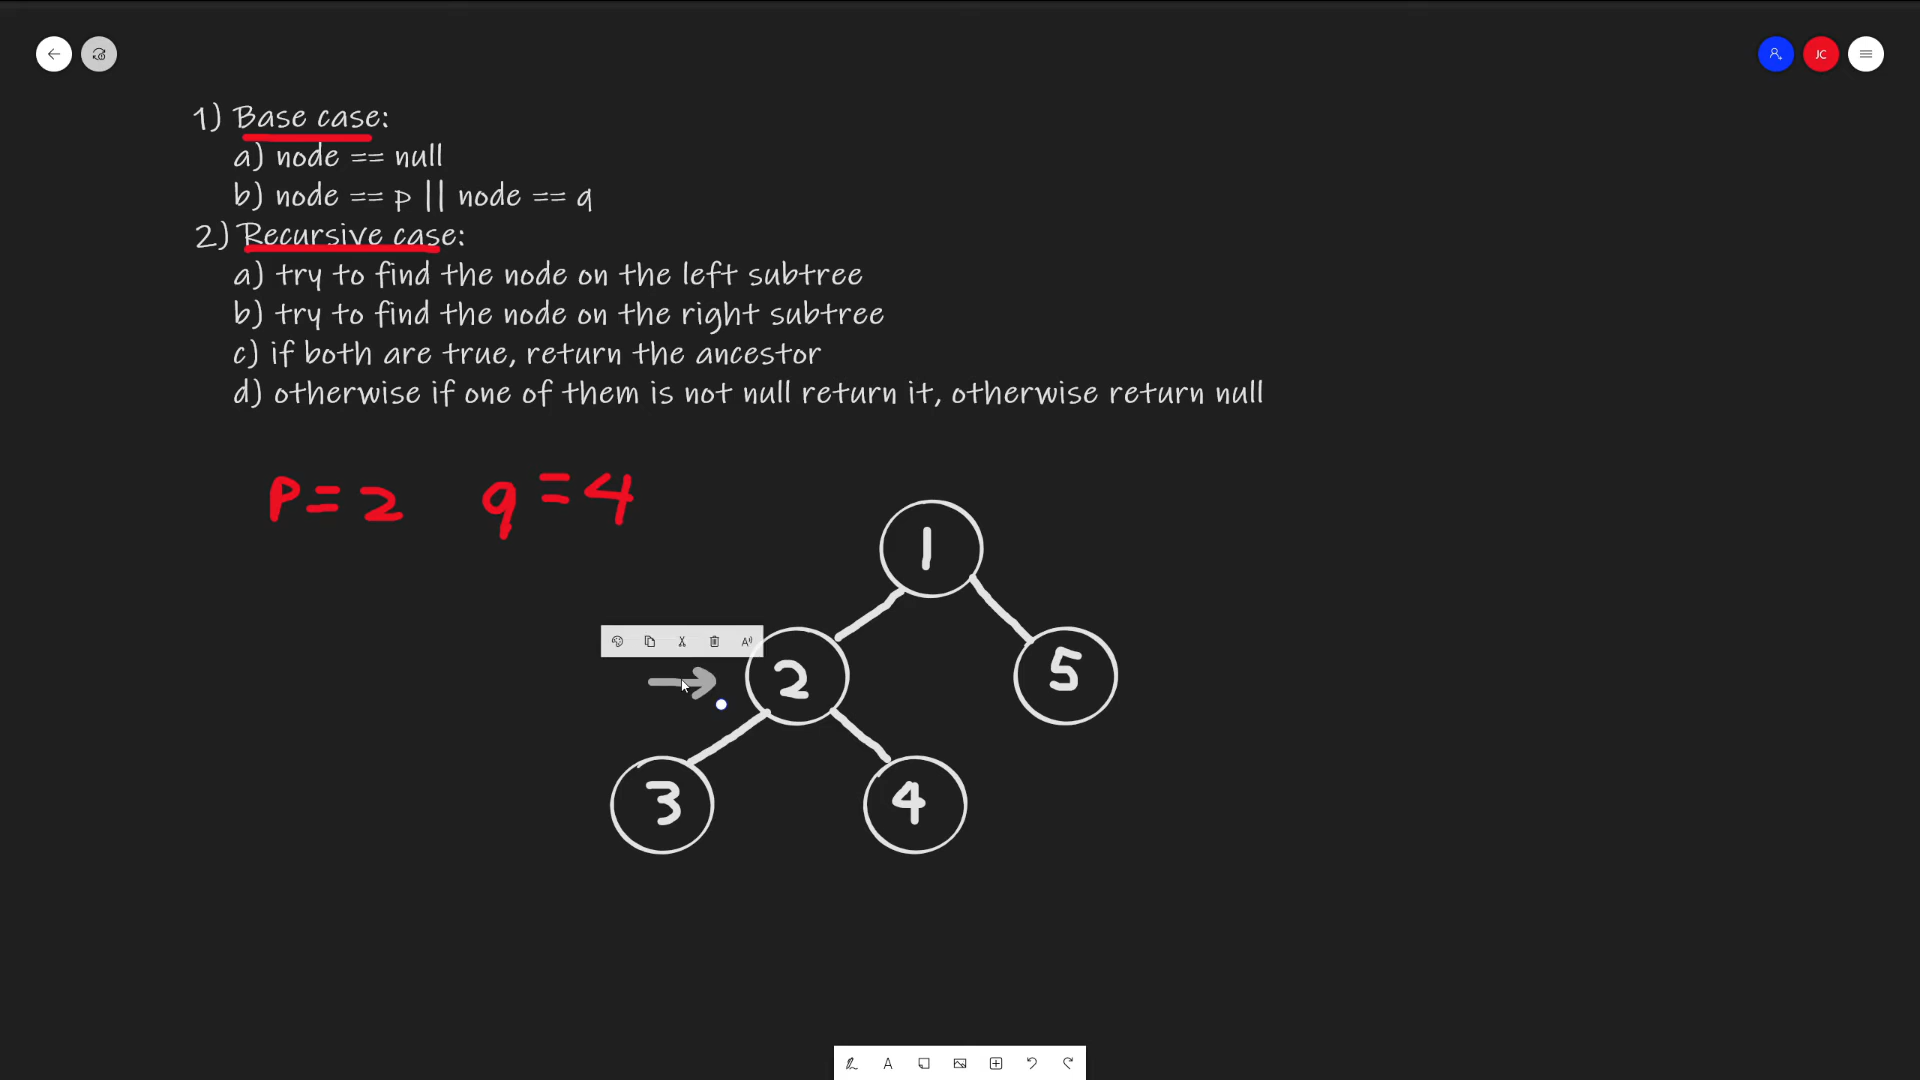 JC
1) Base case:
a) node == null
b) node == p || node == q
2) Recursive case:
a) try to find the node on the left subtree
b) try to find the node on the right subtree
c) if both are true, return the ancestor
d) otherwise if one of them is not null return it, otherwise return null
P=2 q=4
1
2
5
3
4